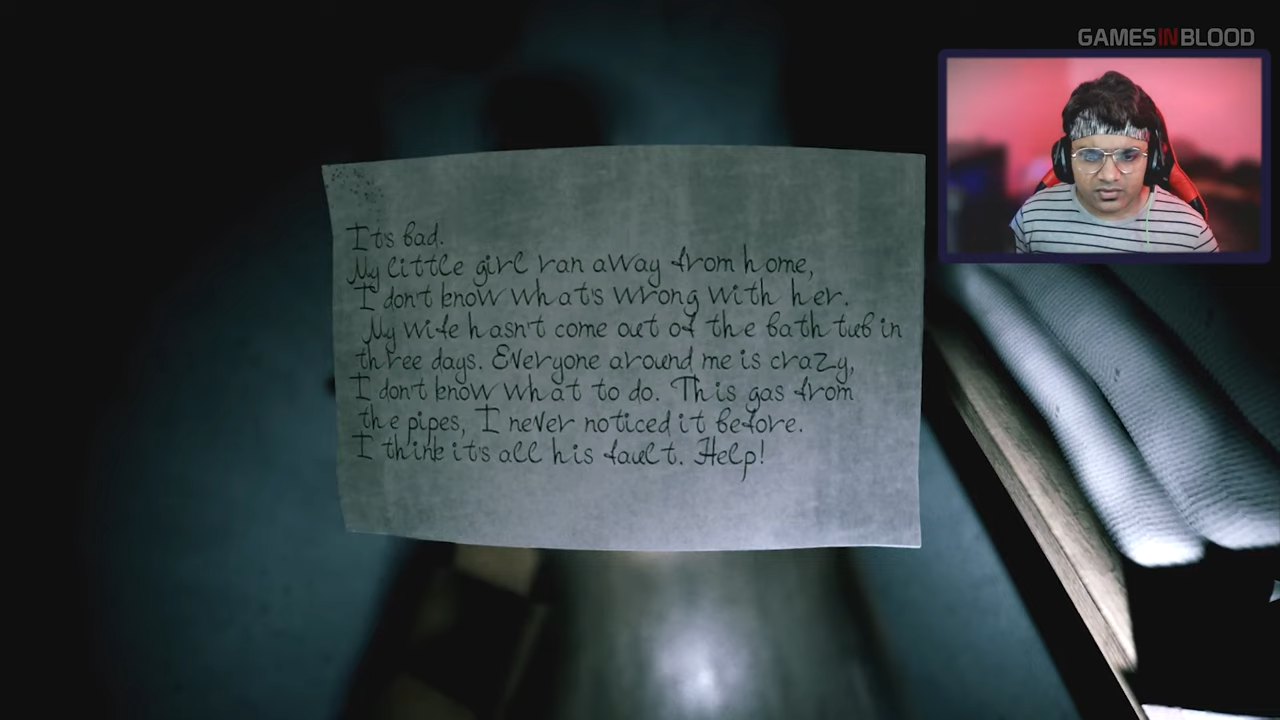 GAMESINBLOOD
It's bad.
My little girl ran away from home,
I don't know what's wrong with her.
My wife hasn't come out of the bath tub in
three days. Everyone around me is crazy,
I don't know what to do. This gas from
the pipes, I never noticed it before.
I think it's all his fault. Help!